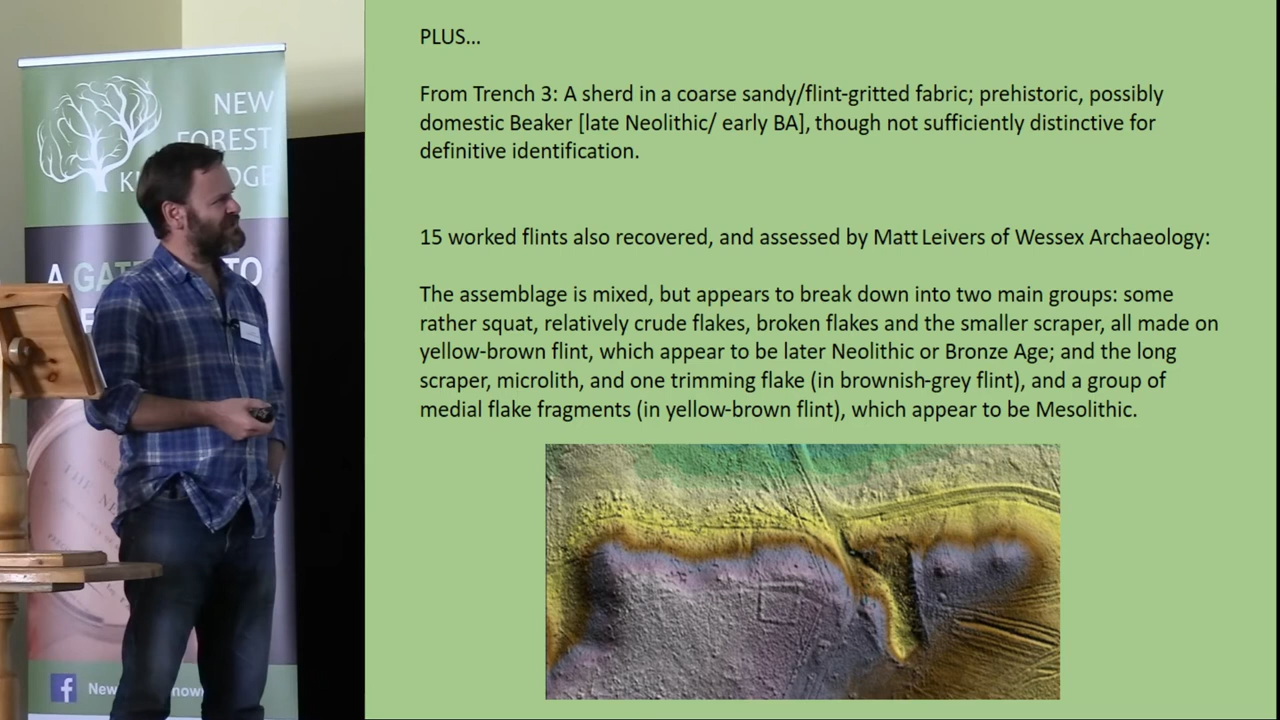 NEW
FOREST
A
TO
PLUS...
From Trench 3: A sherd in a coarse sandy/flint-gritted fabric; prehistoric, possibly
domestic Beaker [late Neolithic/ early BA], though not sufficiently distinctive for
definitive identification.
15 worked flints also recovered, and assessed by Matt Leivers of Wessex Archaeology:
The assemblage is mixed, but appears to break down into two main groups: some
rather squat, relatively crude flakes, broken flakes and the smaller scraper, all made on
yellow-brown flint, which appear to be later Neolithic or Bronze Age; and the long
scraper, microlith, and one trimming flake (in brownish-grey flint), and a group of
medial flake fragments (in yellow-brown flint), which appear to be Mesolithic.